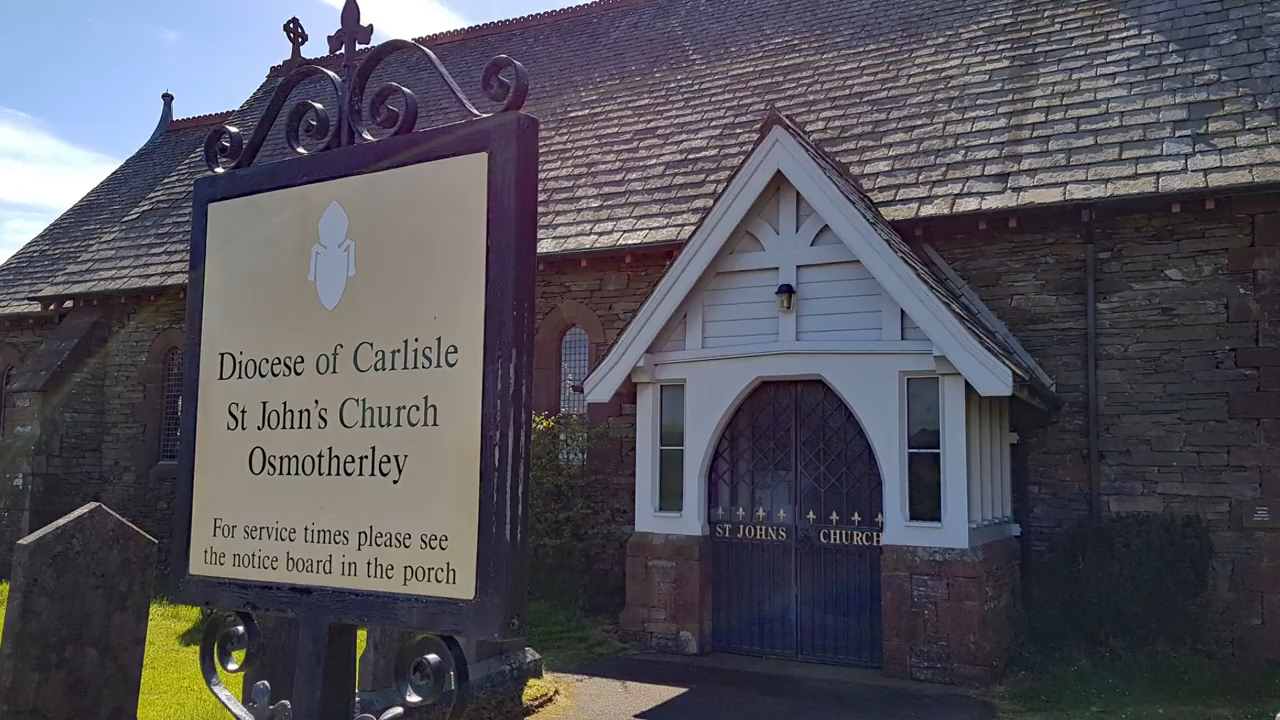 Diocese of Carlisle
St John's Church
Osmotherley
For service times please see
the notice board in the porch
ST JOHNS CHURCH